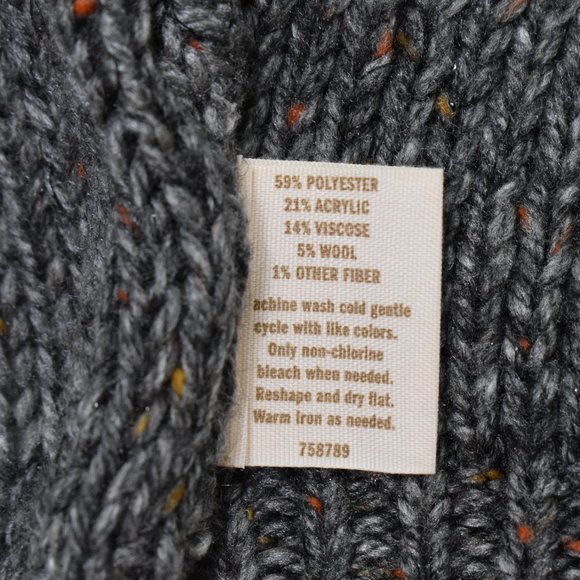 59% POLYESTER
21% ACRYLIC
14% VISCOSE
5% WOOL
1% OTHER FIBER
achine wash cold gentle
cycle with like colors.
Only non-chlorine
bleach when needed.
Reshape and dry flat.
Warm iron as needed.
758789